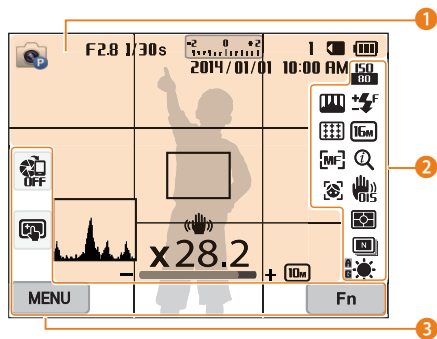 1
F2.8 1/30s -2 0 +2 1
2014/01/01 10:00 AM
ISO
80
P
F
16M
MF
i
OFF
OIS
N
x28.2
A
G
- + 10M
MENU Fn
2
3